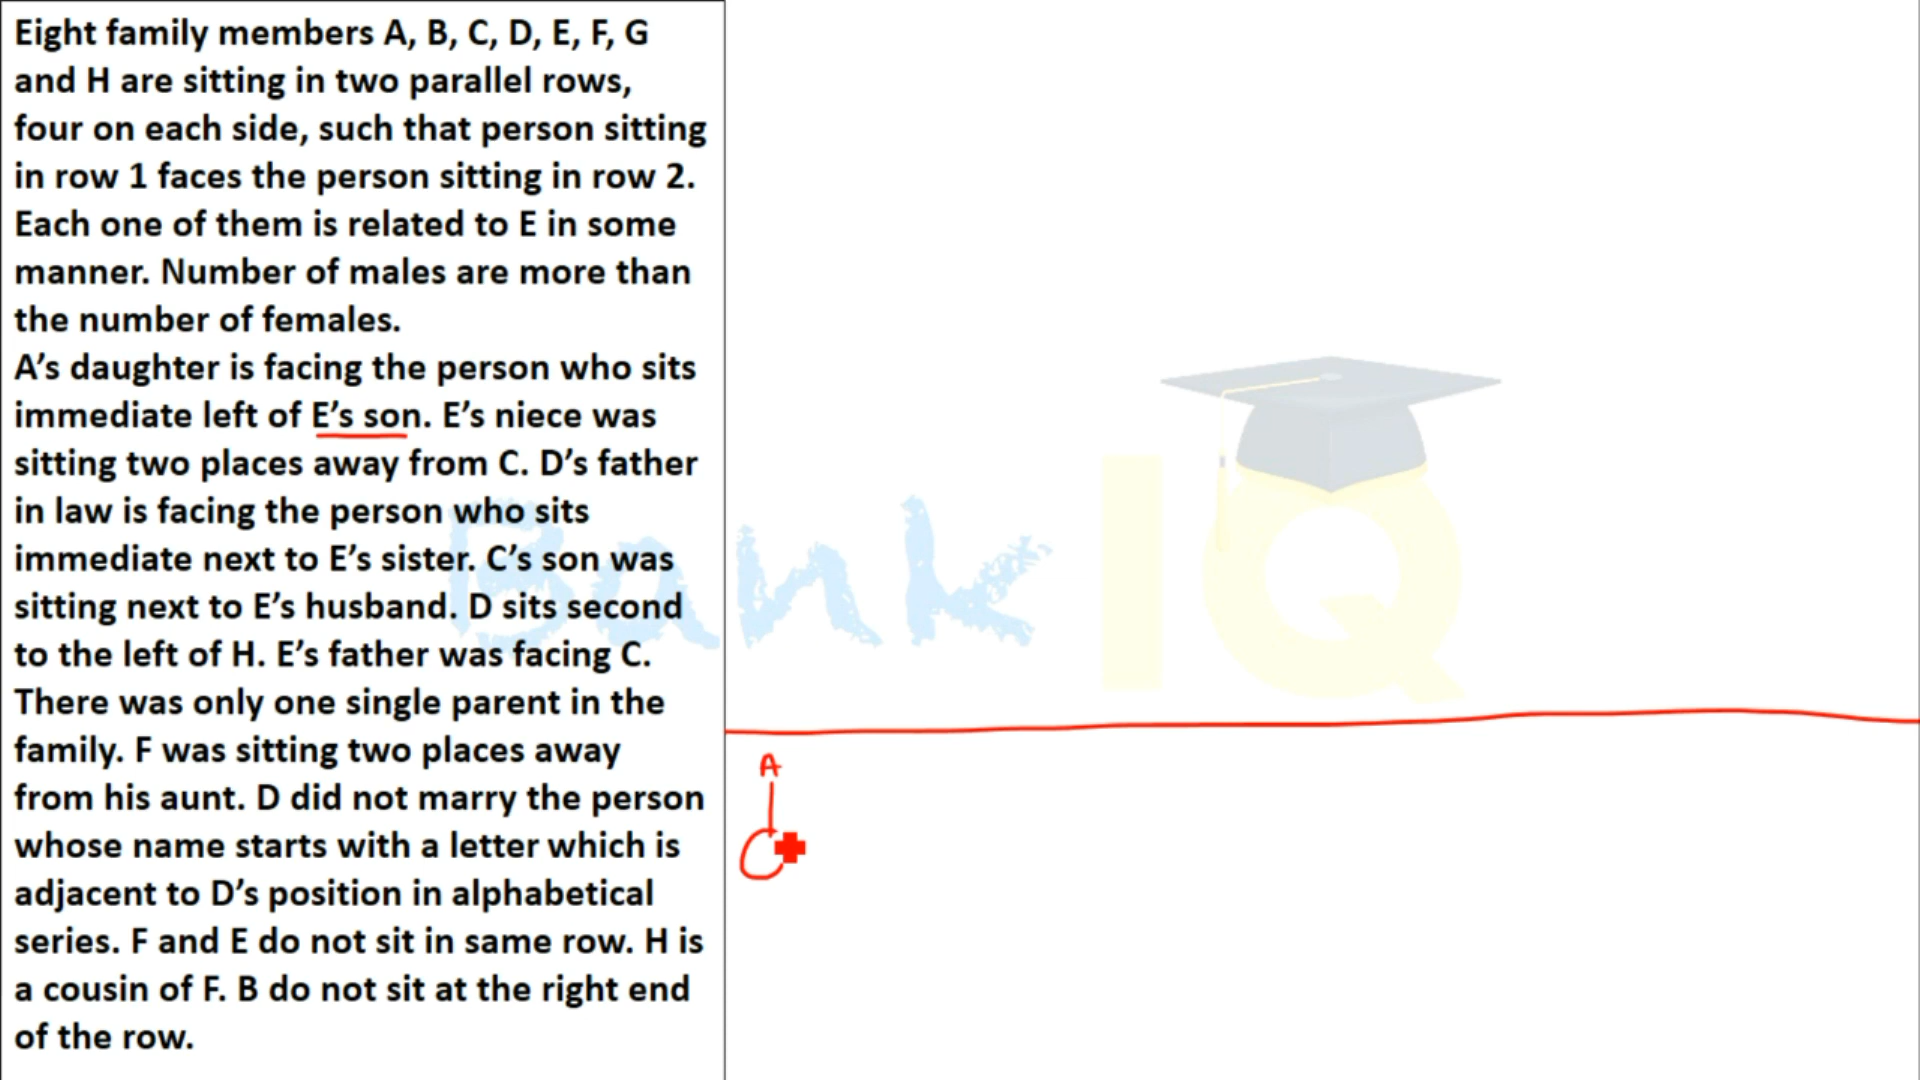 Eight family members A, B, C, D, E, F, G
and H are sitting in two parallel rows,
four on each side, such that person sitting
in row 1 faces the person sitting in row 2.
Each one of them is related to E in some
manner. Number of males are more than
the number of females.
A’s daughter is facing the person who sits
immediate left of E’s son. E’s niece was
sitting two places away from C. D’s father
in law is facing the person who sits
immediate next to E’s sister. C’s son was
sitting next to E’s husband. D sits second
to the left of H. E’s father was facing C.
There was only one single parent in the
family. F was sitting two places away
from his aunt. D did not marry the person
whose name starts with a letter which is
adjacent to D’s position in alphabetical
series. F and E do not sit in same row. H is
a cousin of F. B do not sit at the right end
of the row.
Bank IQ
A